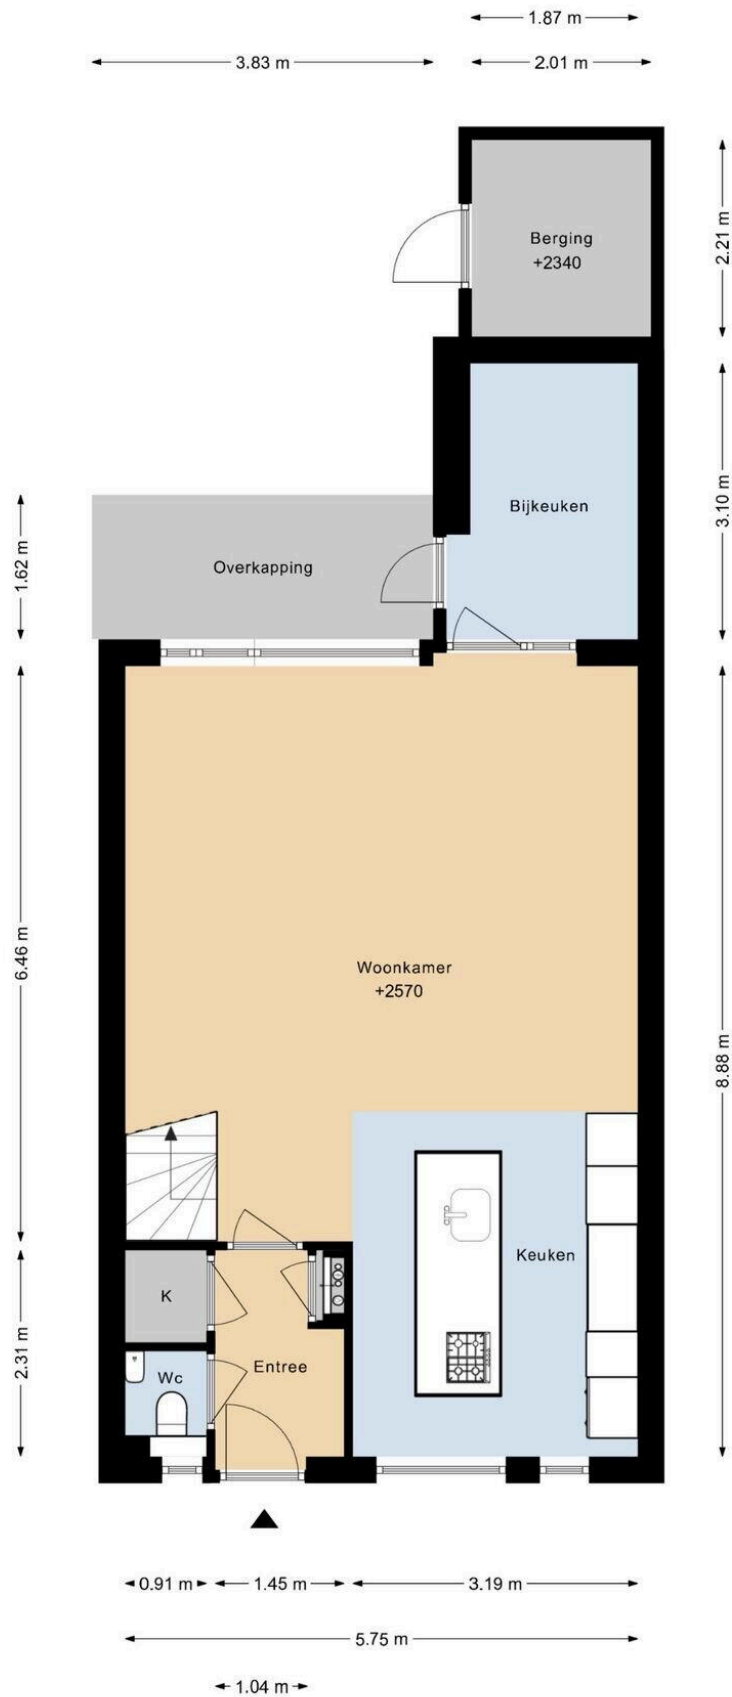 1.87 m
3.83 m
2.01 m
Berging
+2340
2.21 m
Bijkeuken
3.10 m
Overkapping
1.62 m
Woonkamer
+2570
6.46 m
8.88 m
Keuken
K
Entree
Wc
2.31 m
0.91 m
1.45 m
3.19 m
5.75 m
1.04 m